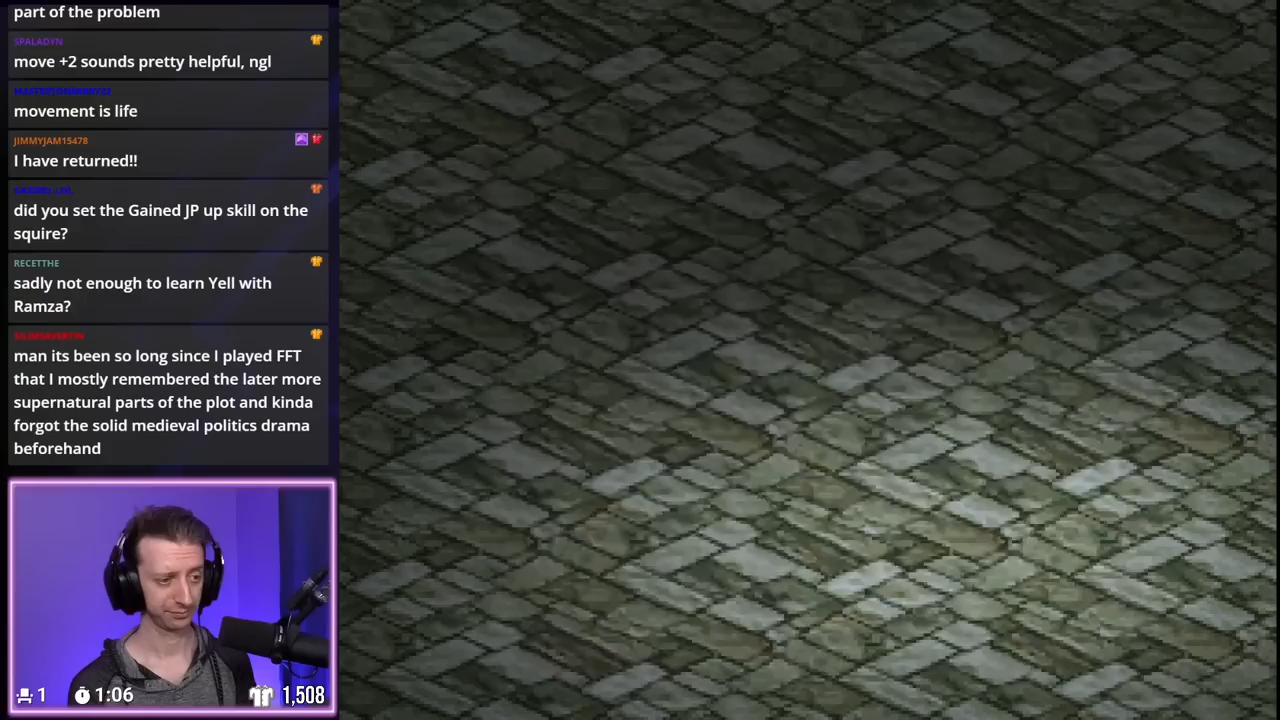 part of the problem
SPALADYN
move +2 sounds pretty helpful, ngl
movement is life
JIMMYJAM15478
I have returned!!
did you set the Gained JP up skill on the
squire?
RECETTHE
sadly not enough to learn Yell with
Ramza?
man its been so long since I played FFT
that I mostly remembered the later more
supernatural parts of the plot and kinda
forgot the solid medieval politics drama
beforehand
1
1:06
1,508